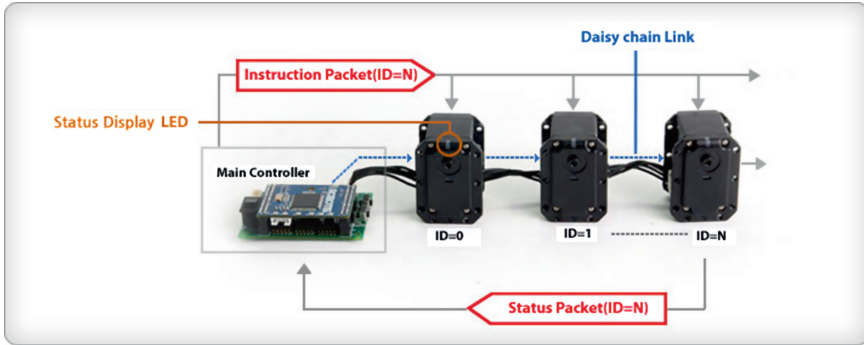 Daisy chain Link
Instruction Packet(ID=N)
Status Display LED
Main Controller
ID=0
ID=1
ID=N
Status Packet(ID=N)